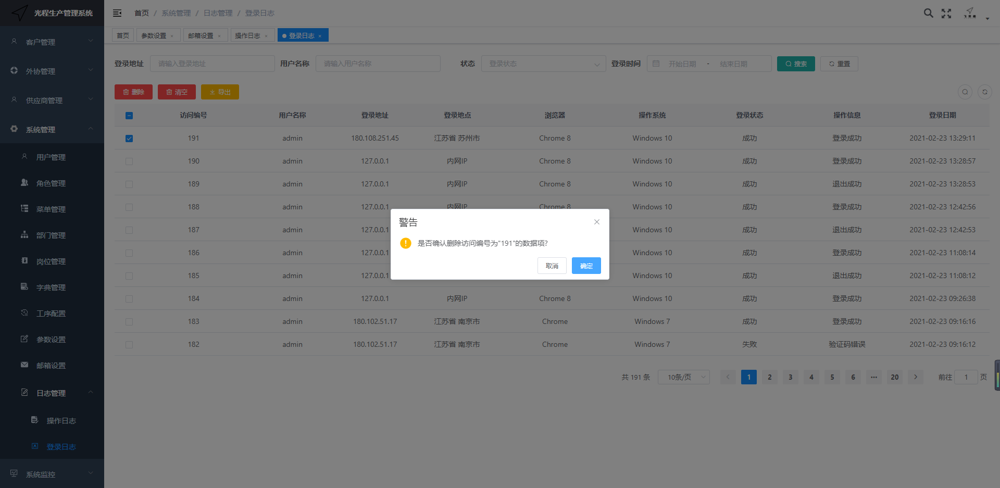 光程生产管理系统
首页 / 系统管理 / 日志管理 / 登录日志
首页
参数设置 ×
邮箱设置 ×
操作日志 ×
登录日志 ×
客户管理
外协管理
供应商管理
系统管理
用户管理
角色管理
菜单管理
部门管理
岗位管理
字典管理
工序配置
参数设置
邮箱设置
日志管理
操作日志
登录日志
系统监控
登录地址 请输入登录地址 用户名称 请输入用户名称 状态 登录状态 登录时间 开始日期 - 结束日期 搜索 重置
删除 清空 导出
访问编号 用户名称 登录地址 登录地点 浏览器 操作系统 登录状态 操作信息 登录日期
191 admin 180.108.251.45 江苏省 苏州市 Chrome 8 Windows 10 成功 登录成功 2021-02-23 13:29:11
190 admin 127.0.0.1 内网IP Chrome 8 Windows 10 成功 登录成功 2021-02-23 13:28:57
189 admin 127.0.0.1 内网IP Chrome 8 Windows 10 成功 退出成功 2021-02-23 13:28:53
188 admin 127.0.0.1 内网IP Chrome 8 Windows 10 成功 登录成功 2021-02-23 12:42:56
187 admin 127.0.0.1 Windows 10 成功 退出成功 2021-02-23 12:42:53
186 admin 127.0.0.1 Windows 10 成功 登录成功 2021-02-23 11:08:14
185 admin 127.0.0.1 Windows 10 成功 退出成功 2021-02-23 11:08:12
184 admin 127.0.0.1 内网IP Chrome 8 Windows 10 成功 登录成功 2021-02-23 09:26:38
183 admin 180.102.51.17 江苏省 南京市 Chrome Windows 7 成功 登录成功 2021-02-23 09:16:16
182 admin 180.102.51.17 江苏省 南京市 Chrome Windows 7 失败 验证码错误 2021-02-23 09:16:12
警告
是否确认删除访问编号为"191"的数据项?
取消 确定
共 191 条 10条/页 1 2 3 4 5 6 ••• 20 前往 1 页